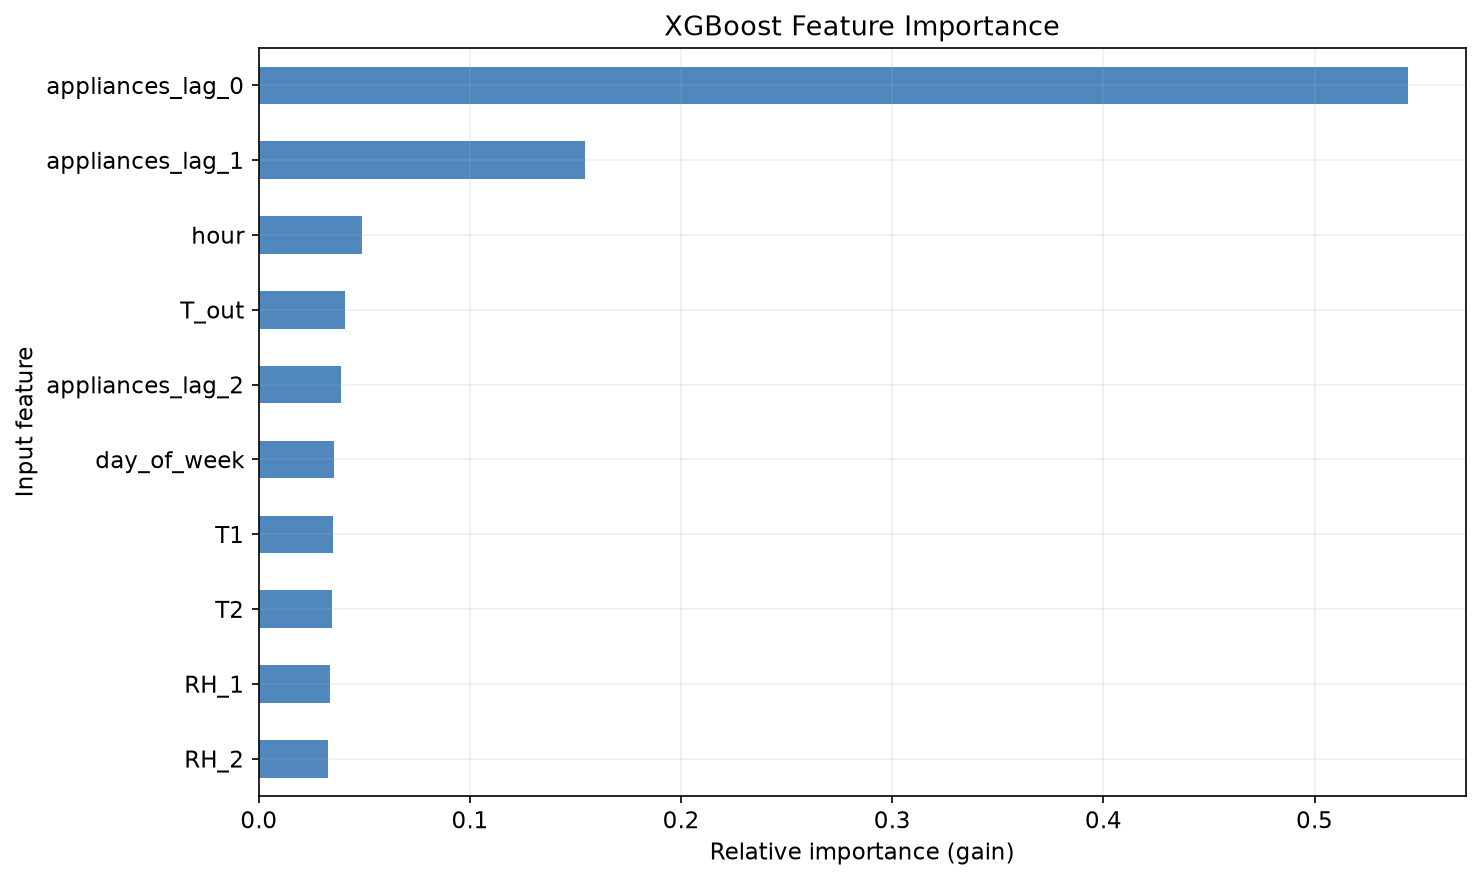 XGBoost Feature Importance
appliances_lag_0
appliances_lag_1
hour
T_out
appliances_lag_2
day_of_week
T1
T2
RH_1
RH_2
Input feature
0.0 0.1 0.2 0.3 0.4 0.5
Relative importance (gain)